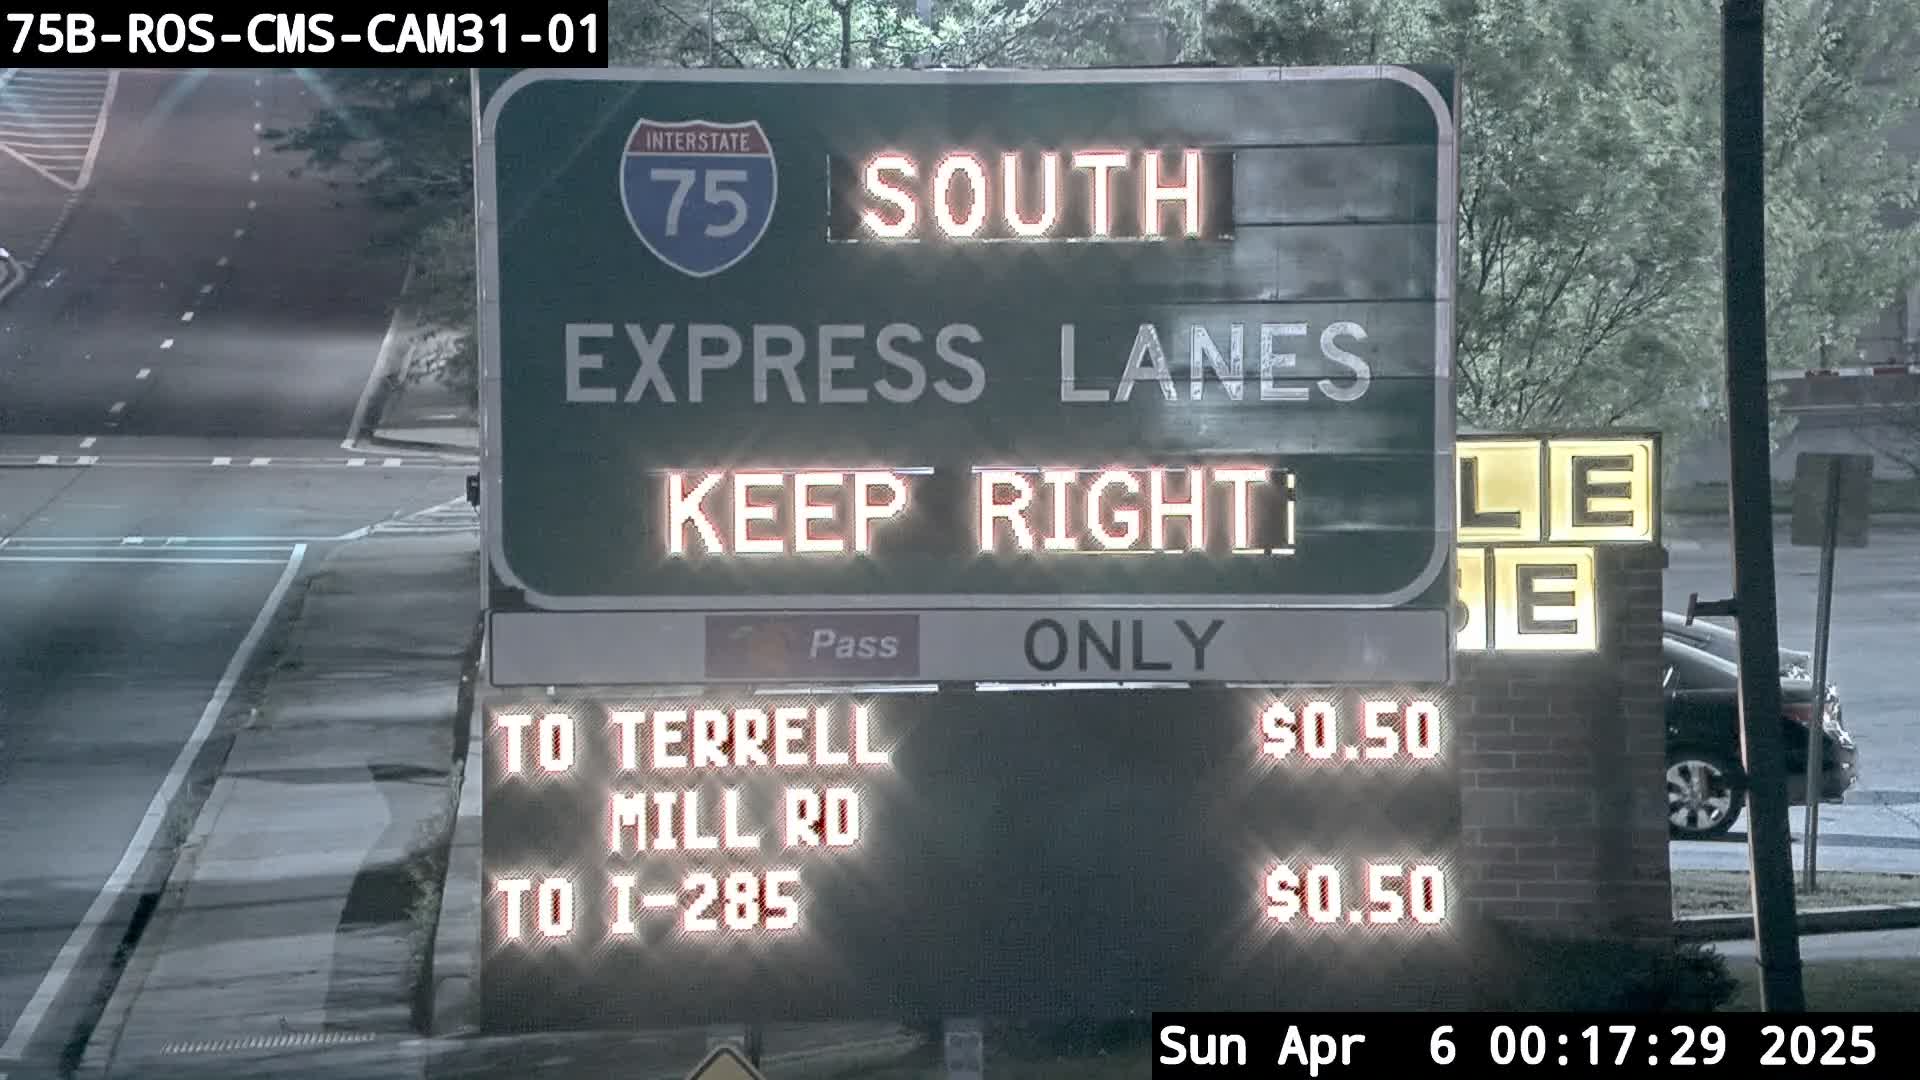 75B-ROS-CMS-CAM31-01
INTERSTATE
75
SOUTH
EXPRESS LANES
KEEP RIGHT
Pass ONLY
TO TERRELL $0.50
MILL RD
TO I-285 $0.50
LE
E
Sun Apr 6 00:17:29 2025